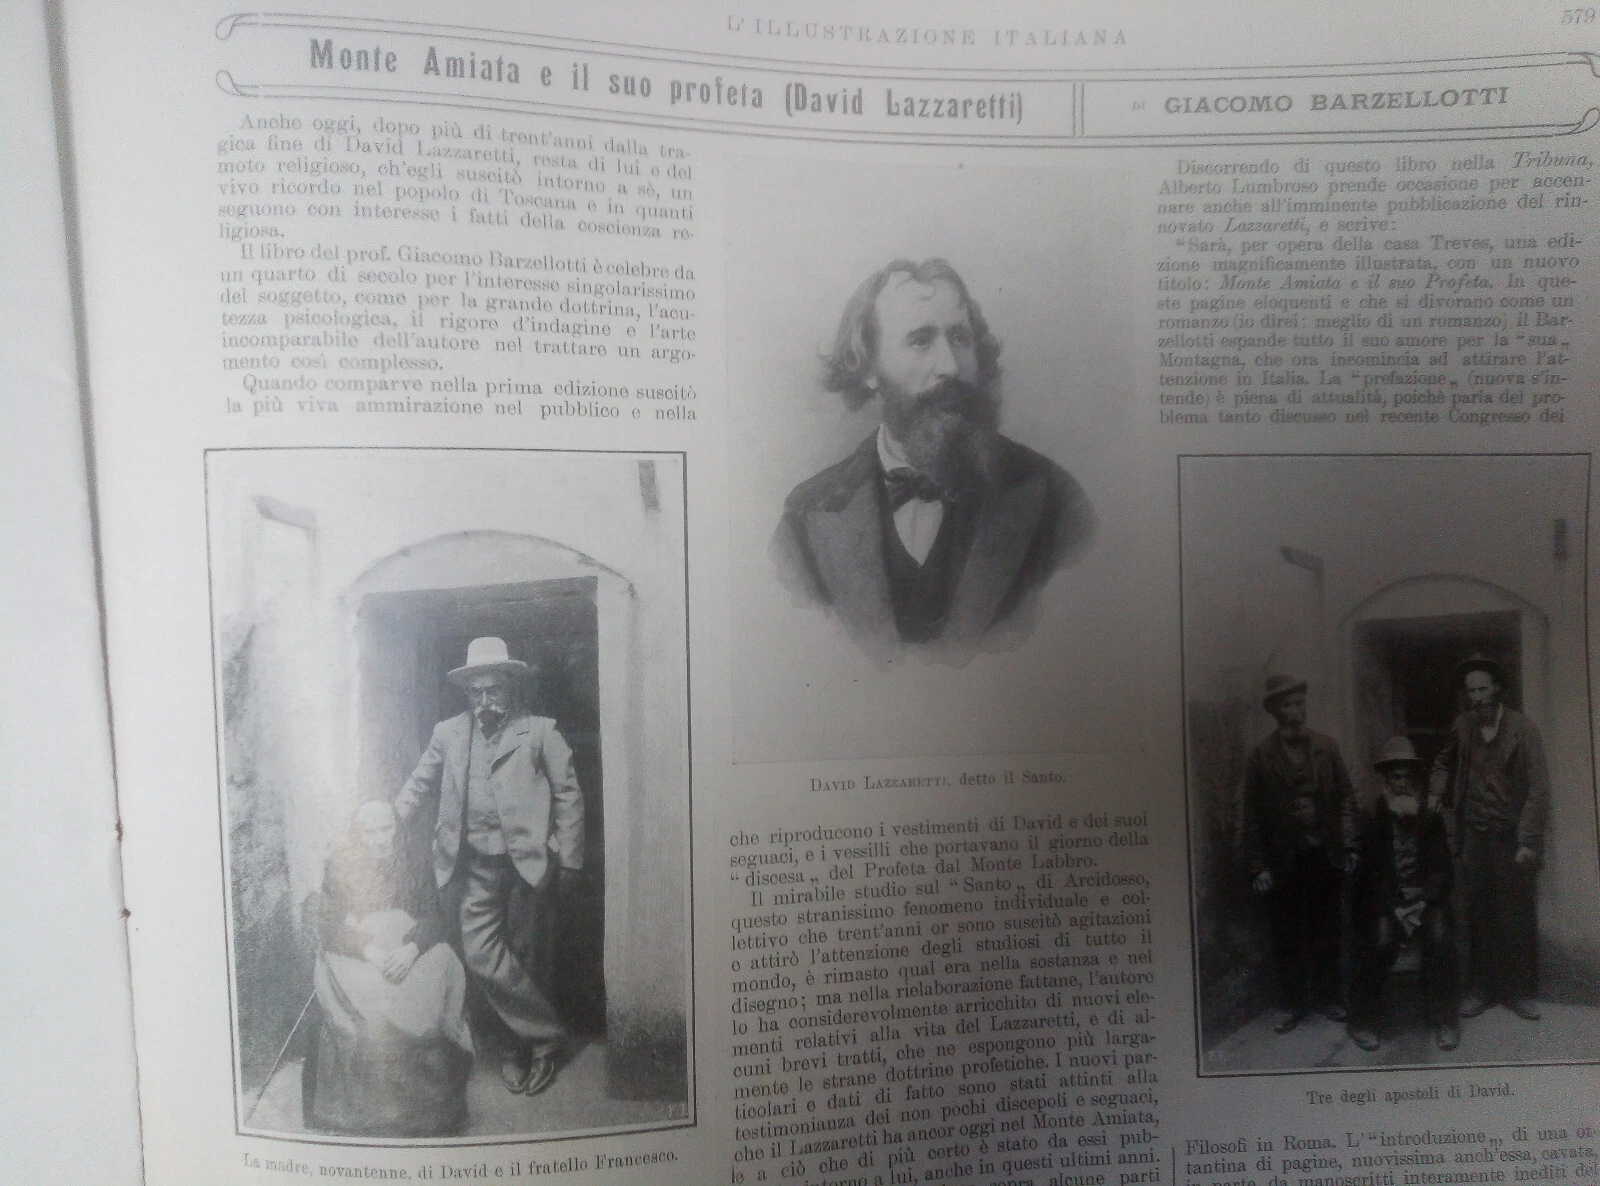 L'ILLUSTRAZIONE ITALIANA
579
Monte Amiata e il suo profeta (David Lazzaretti)
DI GIACOMO BARZELLOTTI
Anche oggi, dopo più di trent'anni dalla tra-
gica fine di David Lazzaretti, resta di lui e del
moto religioso, ch'egli suscitò intorno a sè, un
vivo ricordo nel popolo di Toscana e in quanti
seguono con interesse i fatti della coscienza re-
ligiosa.
Il libro del prof. Giacomo Barzellotti è celebre da
un quarto di secolo per l'interesse singolarissimo
del soggetto, come per la grande dottrina, l'acu-
tezza psicologica, il rigore d'indagine e l'arte
incomparabile dell'autore nel trattare un argo-
mento così complesso.
Quando comparve nella prima edizione suscitò
la più viva ammirazione nel pubblico e nella
La madre, novantenne, di David e il fratello Francesco.
DAVID LAZZARETTI, detto il Santo.
che riproducono i vestimenti di David e dei suoi
seguaci, e i vessilli che portavano il giorno della
"discesa„ del Profeta dal Monte Labbro.
Il mirabile studio sul "Santo„ di Arcidosso,
questo stranissimo fenomeno individuale e col-
lettivo che trent'anni or sono suscitò agitazioni
e attirò l'attenzione degli studiosi di tutto il
mondo, è rimasto qual era nella sostanza e nel
disegno; ma nella rielaborazione fattane, l'autore
lo ha considerevolmente arricchito di nuovi ele-
menti relativi alla vita del Lazzaretti, e di al-
cuni brevi tratti, che ne espongono più larga-
mente le strane dottrine profetiche. I nuovi par-
ticolari e dati di fatto sono stati attinti alla
testimonianza dei non pochi discepoli e seguaci,
che il Lazzaretti ha ancor oggi nel Monte Amiata,
e a ciò che di più certo è stato da essi pub-
intorno a lui, anche in questi ultimi anni.
alcune parti
Discorrendo di questo libro nella Tribuna,
Alberto Lumbroso prende occasione per accen-
nare anche all'imminente pubblicazione del rin-
novato Lazzaretti, e scrive:
"Sarà, per opera della casa Treves, una edi-
zione magnificamente illustrata, con un nuovo
titolo: Monte Amiata e il suo Profeta. In que-
ste pagine eloquenti e che si divorano come un
romanzo (io direi: meglio di un romanzo) il Bar-
zellotti espande tutto il suo amore per la "sua„
Montagna, che ora incomincia ad attirare l'at-
tenzione in Italia. La "prefazione„ (nuova s'in-
tende) è piena di attualità, poichè parla del pro-
blema tanto discusso nel recente Congresso dei
Tre degli apostoli di David.
Filosofi in Roma. L'"introduzione„, di una ot-
tantina di pagine, nuovissima anch'essa, cavata,
in parte da manoscritti interamente inediti del